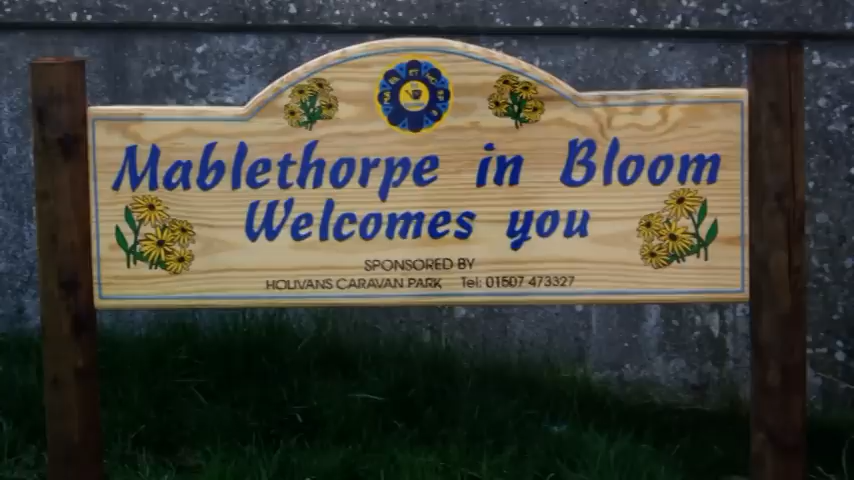 Mablethorpe in Bloom
Welcomes you
SPONSORED BY
HOLIVANS CARAVAN PARK Tel: 01507 473327